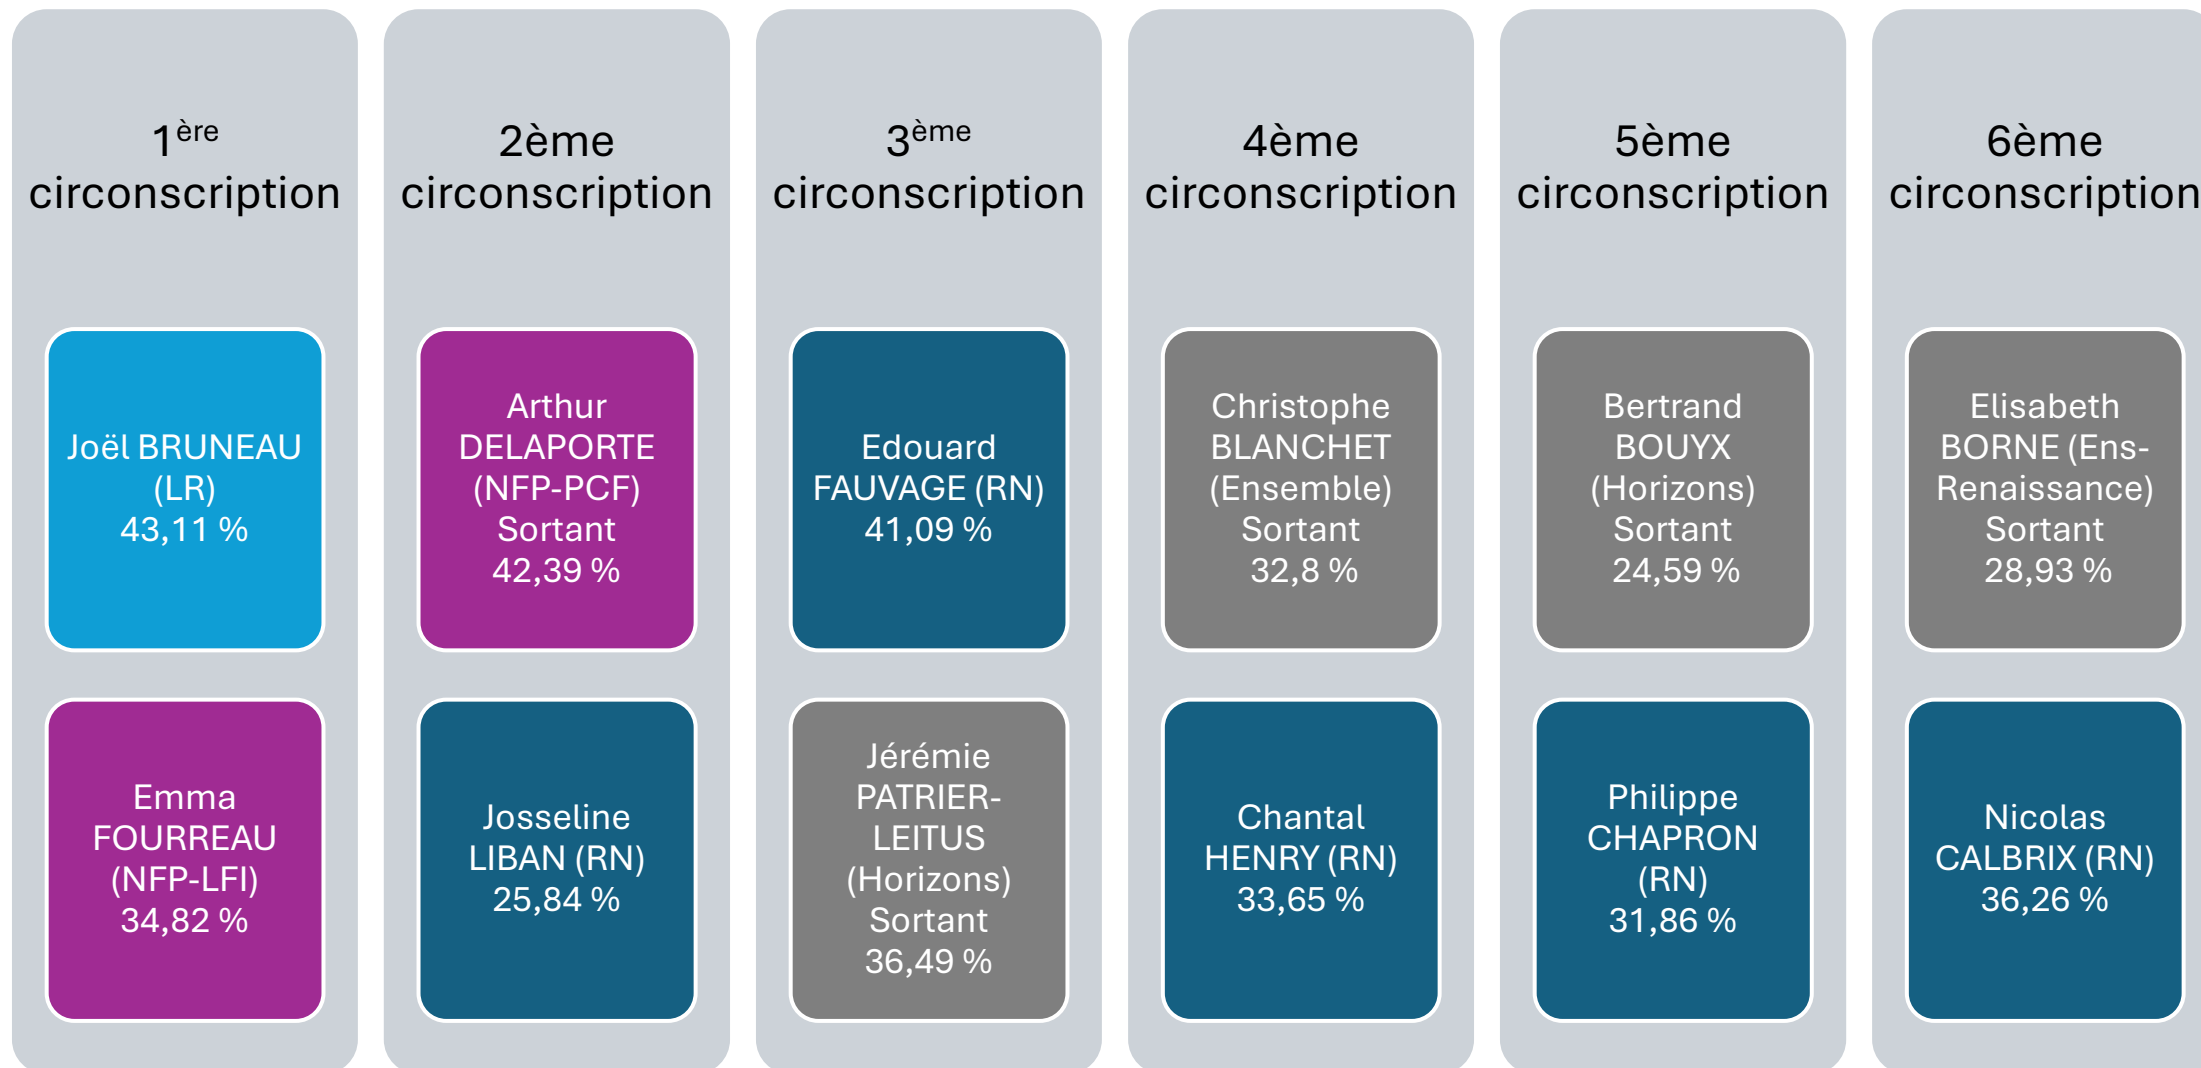 1ère
circonscription
Joël BRUNEAU
(LR)
43,11 %
Emma
FOURREAU
(NFP-LFI)
34,82 %
2ème
circonscription
Arthur
DELAPORTE
(NFP-PCF)
Sortant
42,39 %
Josseline
LIBAN (RN)
25,84 %
3ème
circonscription
Edouard
FAUVAGE (RN)
41,09 %
Jérémie
PATRIER-
LEITUS
(Horizons)
Sortant
36,49 %
4ème
circonscription
Christophe
BLANCHET
(Ensemble)
Sortant
32,8 %
Chantal
HENRY (RN)
33,65 %
5ème
circonscription
Bertrand
BOUYX
(Horizons)
Sortant
24,59 %
Philippe
CHAPRON
(RN)
31,86 %
6ème
circonscription
Elisabeth
BORNE (Ens-
Renaissance)
Sortant
28,93 %
Nicolas
CALBRIX (RN)
36,26 %